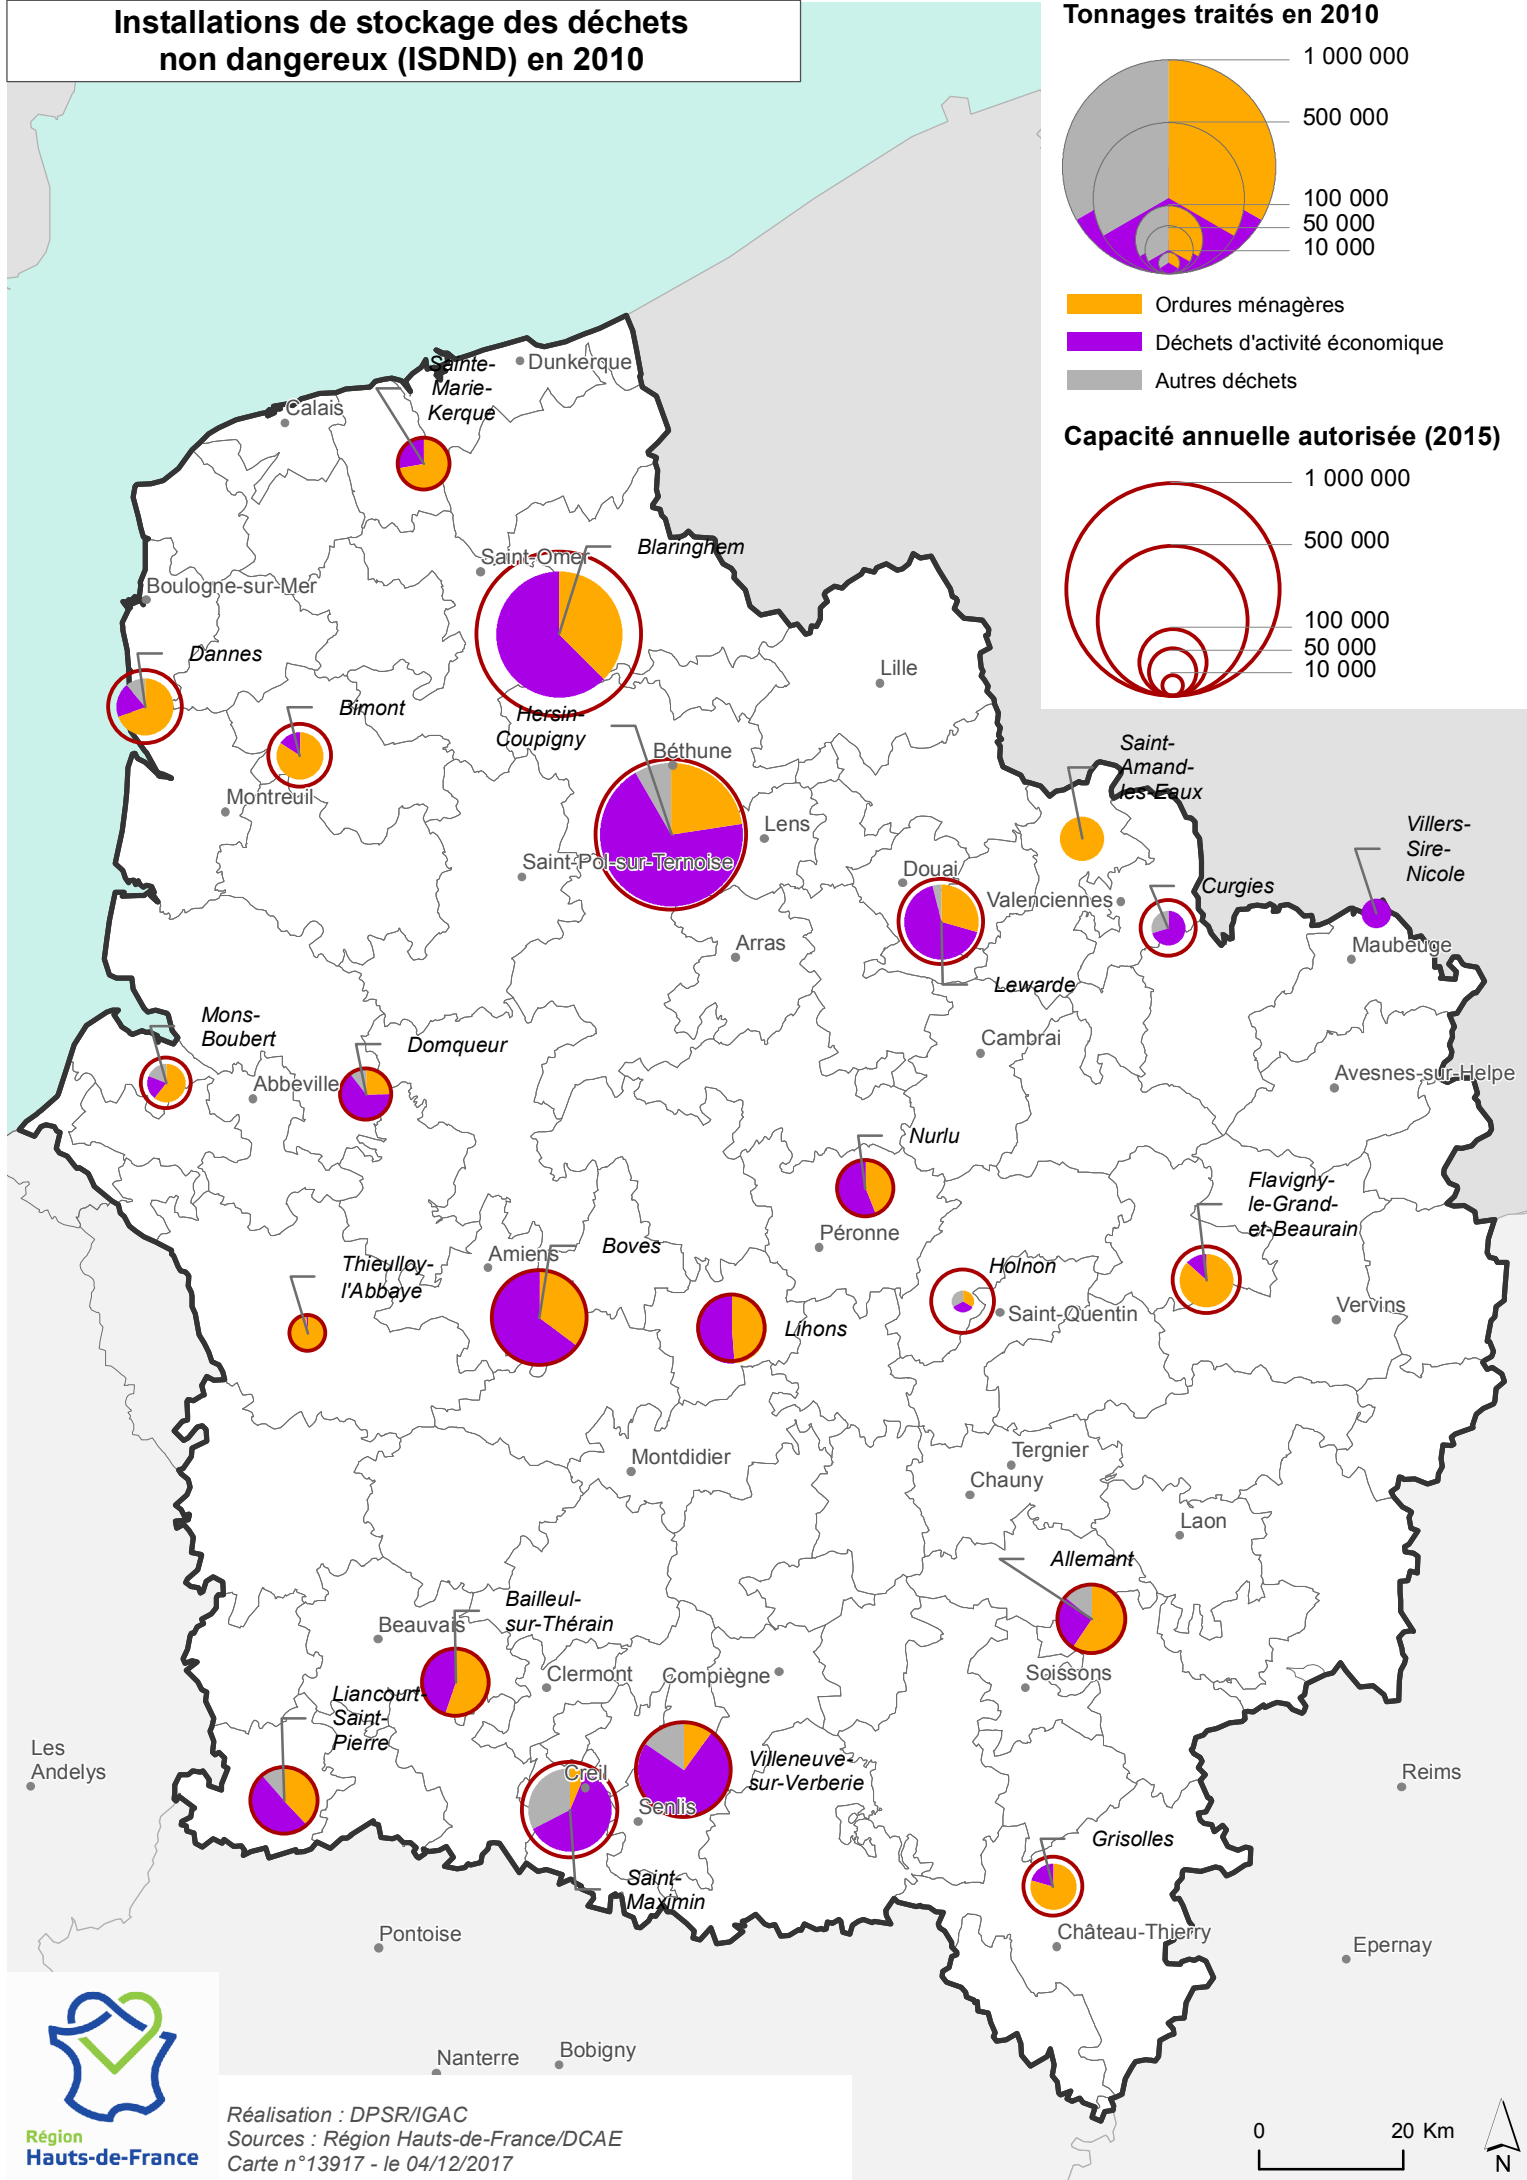 Installations de stockage des déchets
non dangereux (ISDND) en 2010
Tonnages traités en 2010
1 000 000
500 000
100 000
50 000
10 000
Ordures ménagères
Déchets d'activité économique
Autres déchets
Capacité annuelle autorisée (2015)
1 000 000
500 000
100 000
50 000
10 000
Sainte-
Marie-
Kerque
Dunkerque
Calais
Saint-Omer
Blaringhem
Boulogne-sur-Mer
Dannes
Lille
Bimont
Hersin-
Coupigny
Béthune
Saint-
Amand-
les-Eaux
Montreuil
Lens
Villers-
Sire-
Nicole
Saint-Pol-sur-Ternoise
Douai
Valenciennes
Curgies
Arras
Maubeuge
Lewarde
Mons-
Boubert
Domqueur
Cambrai
Abbeville
Avesnes-sur-Helpe
Nurlu
Flavigny-
le-Grand-
et-Beaurain
Péronne
Thieulloy-
l'Abbaye
Amiens
Boves
Holnon
Saint-Quentin
Vervins
Lihons
Montdidier
Tergnier
Chauny
Laon
Allemant
Bailleul-
sur-Thérain
Beauvais
Clermont
Compiègne
Soissons
Liancourt-
Saint-
Pierre
Les
Andelys
Creil
Villeneuve-
sur-Verberie
Reims
Senlis
Grisolles
Saint-
Maximin
Pontoise
Château-Thierry
Epernay
Nanterre
Bobigny
Région
Hauts-de-France
Réalisation : DPSR/IGAC
Sources : Région Hauts-de-France/DCAE
Carte n°13917 - le 04/12/2017
0
20 Km
N